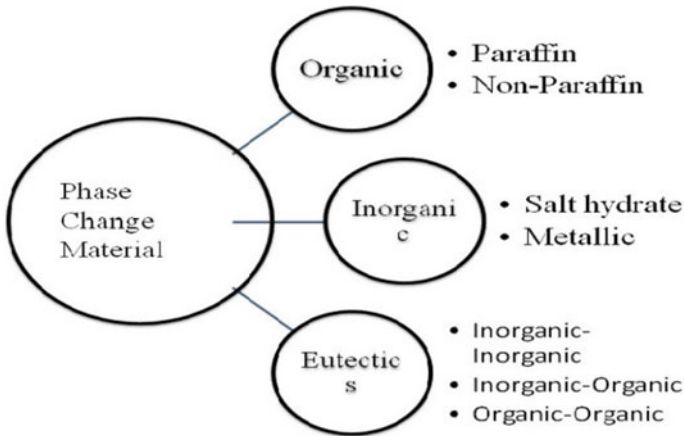 Organic
• Paraffin
• Non-Paraffin
Phase
Change
Material
Inorgani
c
• Salt hydrate
• Metallic
Eutectic
s
• Inorganic-
Inorganic
• Inorganic-Organic
• Organic-Organic